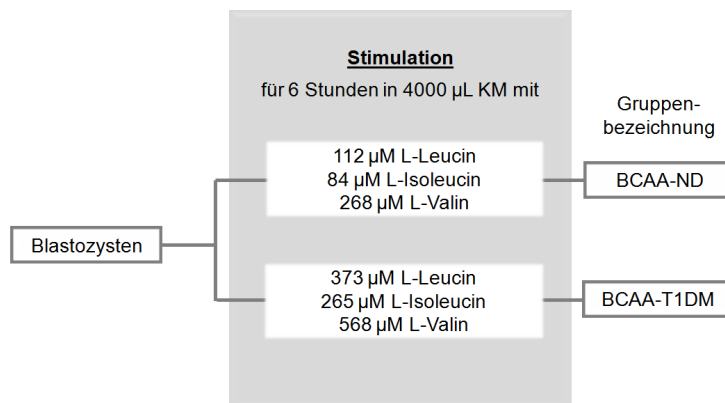 Stimulation
für 6 Stunden in 4000 µL KM mit
Gruppen-
bezeichnung
112 µM L-Leucin
84 µM L-Isoleucin
268 µM L-Valin
BCAA-ND
Blastozysten
373 µM L-Leucin
265 µM L-Isoleucin
568 µM L-Valin
BCAA-T1DM